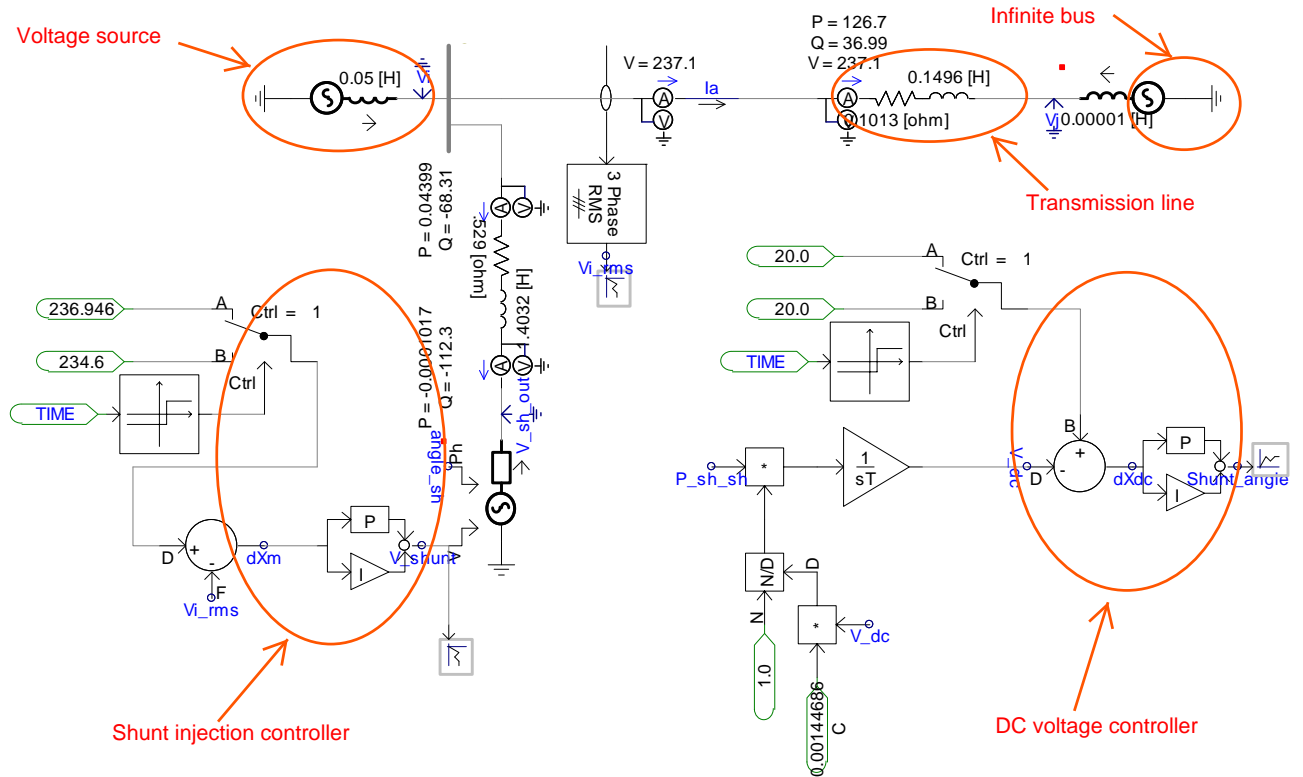 Voltage source
Infinite bus
P = 126.7
Q = 36.99
V = 237.1
V = 237.1
0.05 [H]
Vi
A
V
Ia
A
0.1496 [H]
.01013 [ohm]
Vj
0.00001 [H]
Transmission line
3 Phase
RMS
Vi_rms
P = 0.04399
Q = -68.31
A
V
.529 [ohm]
1.4032 [H]
P = -0.0001017
Q = -112.3
A
V
V_sh_out
angle_sh
Ph
V
236.946
A
Ctrl = 1
234.6
B
Ctrl
TIME
D
+
-
F
Vi_rms
dXm
P
I
V_shunt
Shunt injection controller
20.0
A
Ctrl = 1
20.0
B
Ctrl
TIME
P_sh_sh
*
1
sT
V_dc
D
-
+
B
dXdc
P
I
Shunt_angle
N/D
D
N
1.0
*
V_dc
0.00144686
C
DC voltage controller